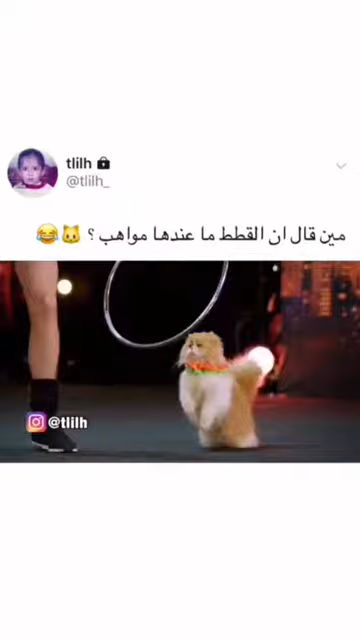 tlilh
@tlilh_
مين قال ان القطط ما عندها مواهب ؟ 🐱😂
@tlilh